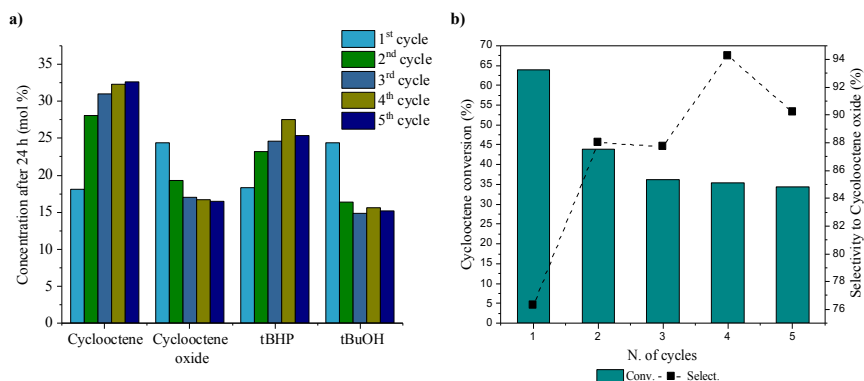 a)
1st cycle
2nd cycle
3rd cycle
4th cycle
5th cycle
Concentration after 24 h (mol %)
35
30
25
20
15
10
5
0
Cyclooctene
Cyclooctene
oxide
tBHP
tBuOH
b)
Cyclooctene conversion (%)
70
65
60
55
50
45
40
35
30
25
20
15
10
5
0
94
92
90
88
86
84
82
80
78
76
Selectivity to Cycolooctene oxide (%)
1 2 3 4 5
N. of cycles
Conv. Select.